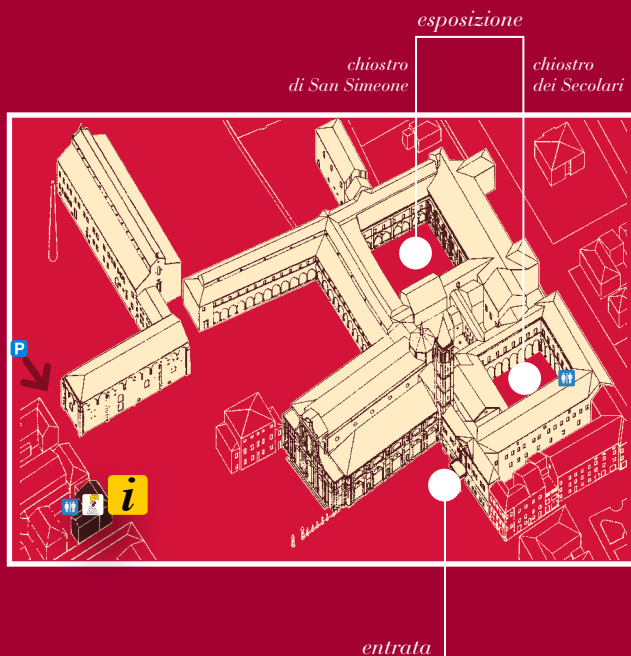 esposizione
chiostro
di San Simeone
chiostro
dei Secolari
P
i
entrata